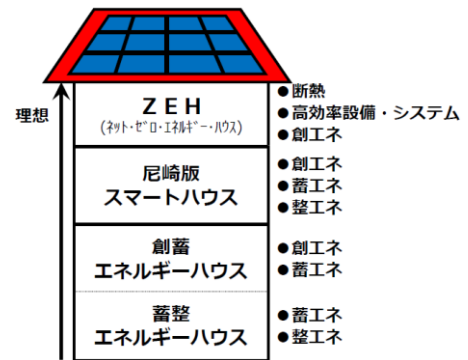 理想
ZEH
(ネット・ゼロ・エネルギー・ハウス)
●断熱
●高効率設備・システム
●創エネ
尼崎版
スマートハウス
●創エネ
●蓄エネ
●整エネ
創蓄
エネルギーハウス
●創エネ
●蓄エネ
蓄整
エネルギーハウス
●蓄エネ
●整エネ